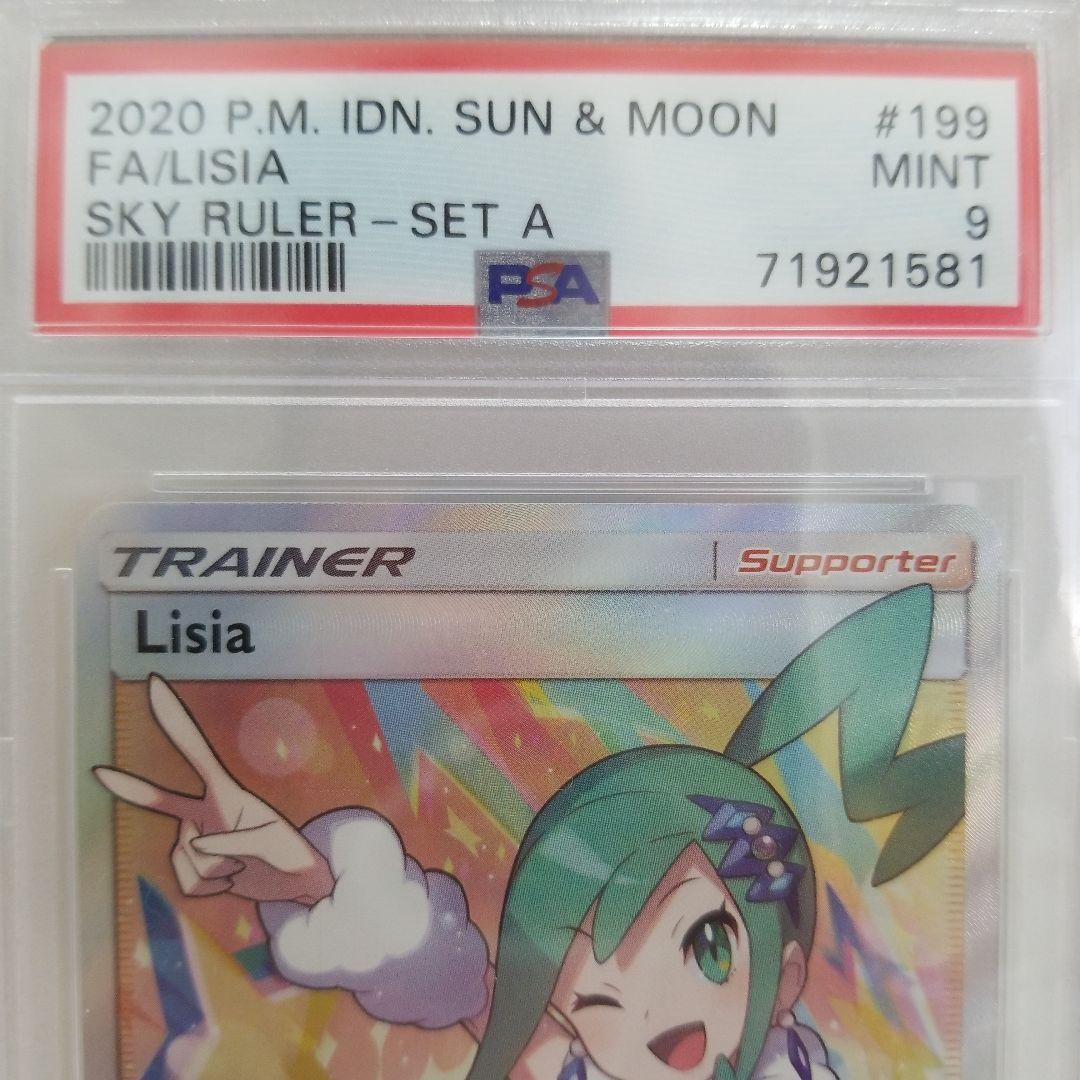 2020 P.M. IDN. SUN & MOON #199
FA/LISIA MINT
SKY RULER - SET A 9
PSA 71921581
TRAINER Supporter
Lisia